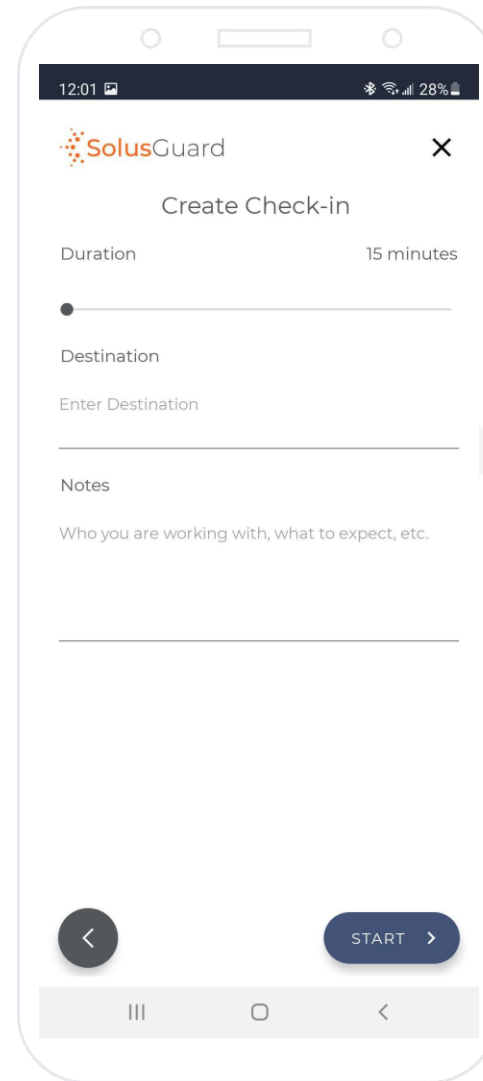 12:01 28%
SolusGuard
Create Check-in
Duration 15 minutes
Destination
Enter Destination
Notes
Who you are working with, what to expect, etc.
START